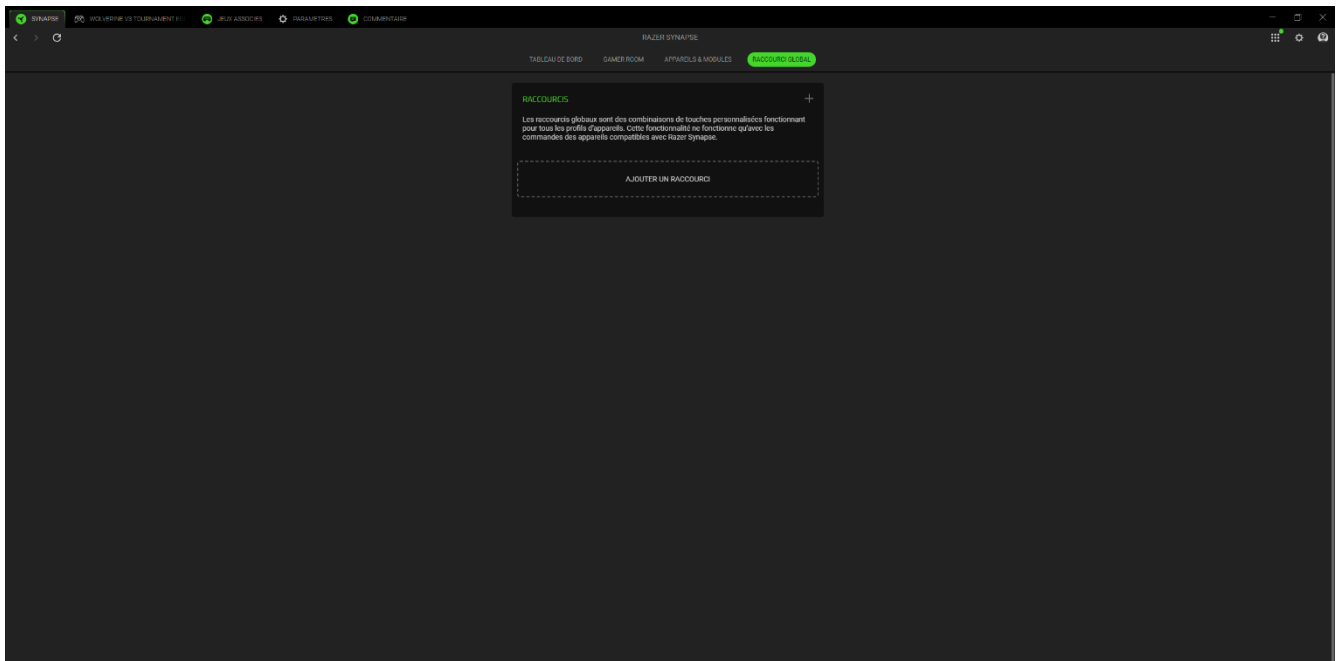 SYNAPSE WOLVERINE V3 TOURNAMENT JEUX ASSOCIÉS PARAMÈTRES COMMENTAIRE
RAZER SYNAPSE
TABLEAU DE BORD GAMER ROOM APPAREILS & MODULES RACCOURCI GLOBAL
RACCOURCIS
Les raccourcis globaux sont des combinaisons de touches personnalisées fonctionnant
pour tous les profils d'appareils. Cette fonctionnalité ne fonctionne qu'avec les
commandes des appareils compatibles avec Razer Synapse.
AJOUTER UN RACCOURCI